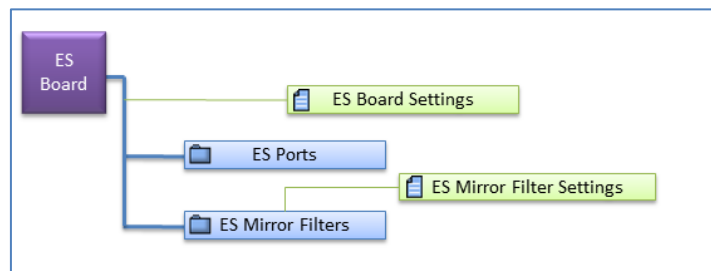 ES
Board
ES Board Settings
ES Ports
ES Mirror Filter Settings
ES Mirror Filters